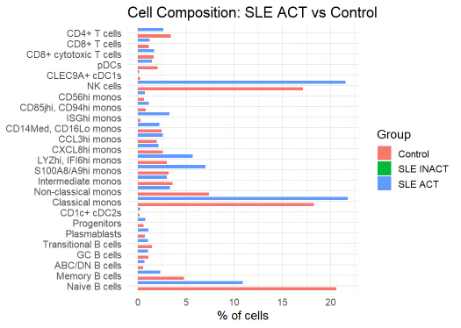 Cell Composition: SLE ACT vs Control
CD4+ T cells
CD8+ T cells
CD8+ cytotoxic T cells
pDCs
CLEC9A+ cDC1s
NK cells
CD56hi monos
CD85jhi, CD94hi monos
ISGhi monos
CD14Med, CD16Lo monos
CCL3hi monos
CXCL8hi monos
LYZhi, IFI6hi monos
S100A8/A9hi monos
Intermediate monos
Non-classical monos
Classical monos
CD1c+ cDC2s
Progenitors
Plasmablasts
Transitional B cells
GC B cells
ABC/DN B cells
Memory B cells
Naive B cells
0 5 10 15 20
% of cells
Group
Control
SLE INACT
SLE ACT